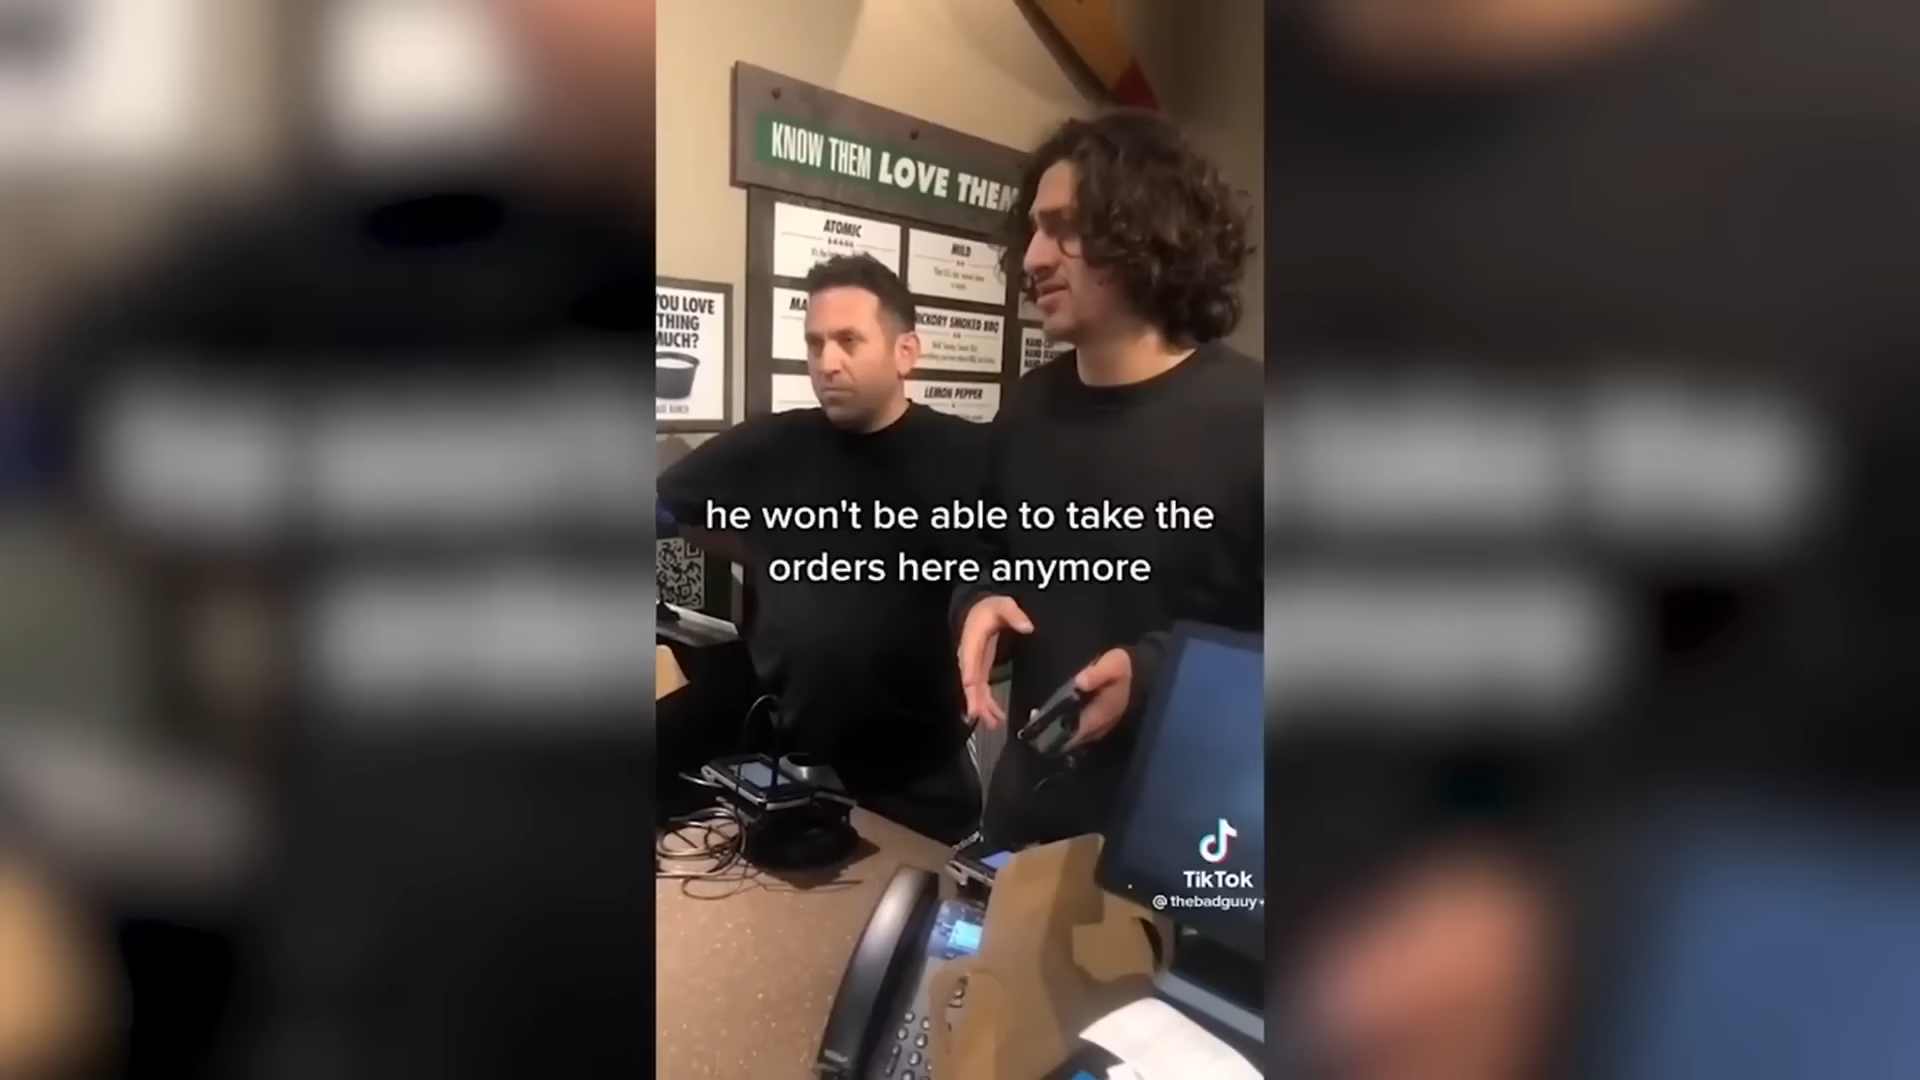 KNOW THEM LOVE THEM
ATOMIC
MILD
YOU LOVE
THING
MUCH?
MA
HICKORY SMOKED BBQ
LEMON PEPPER
he won't be able to take the
orders here anymore
TikTok
@thebadguuy